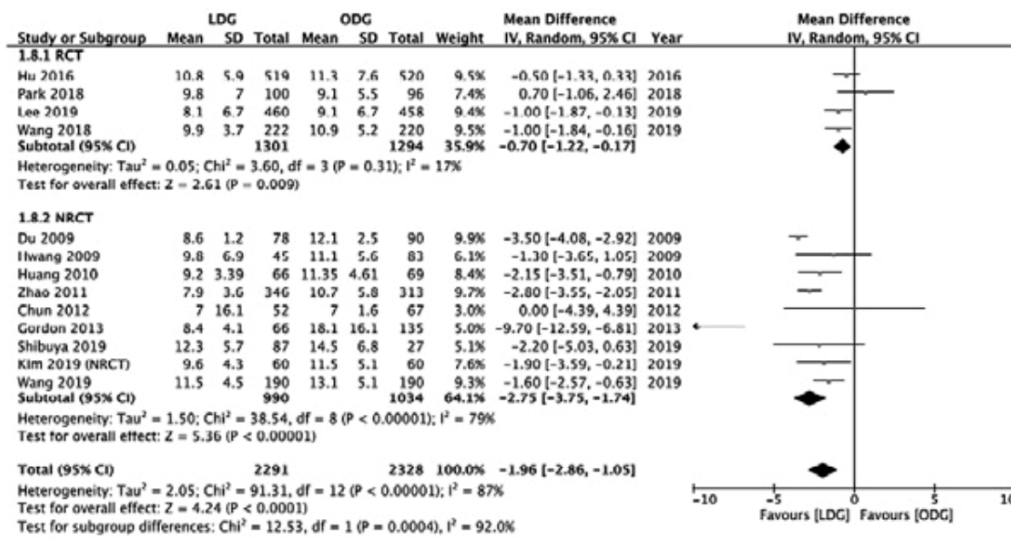 LDG ODG Mean Difference Mean Difference
Study or Subgroup Mean SD Total Mean SD Total Weight IV, Random, 95% CI Year IV, Random, 95% CI
1.8.1 RCT
Hu 2016 10.8 5.9 519 11.3 7.6 520 9.5% -0.50 [-1.33, 0.33] 2016
Park 2018 9.8 7 100 9.1 5.5 96 7.4% 0.70 [-1.06, 2.46] 2018
Lee 2019 8.1 6.7 460 9.1 6.7 458 9.4% -1.00 [-1.87, -0.13] 2019
Wang 2018 9.9 3.7 222 10.9 5.2 220 9.5% -1.00 [-1.84, -0.16] 2019
Subtotal (95% CI) 1301 1294 35.9% -0.70 [-1.22, -0.17]
Heterogeneity: Tau² = 0.05; Chi² = 3.60, df = 3 (P = 0.31); I² = 17%
Test for overall effect: Z = 2.61 (P = 0.009)
1.8.2 NRCT
Du 2009 8.6 1.2 78 12.1 2.5 90 9.9% -3.50 [-4.08, -2.92] 2009
Hwang 2009 9.8 6.9 45 11.1 5.6 83 6.1% -1.30 [-3.65, 1.05] 2009
Huang 2010 9.2 3.39 66 11.35 4.61 69 8.4% -2.15 [-3.51, -0.79] 2010
Zhao 2011 7.9 3.6 346 10.7 5.8 313 9.7% -2.80 [-3.55, -2.05] 2011
Chun 2012 7 16.1 52 7 1.6 67 3.2% 0.00 [-4.39, 4.39] 2012
Gordon 2013 8.4 4.1 66 18.1 16.1 135 5.0% -9.70 [-12.59, -6.81] 2013
Shibuya 2019 12.3 5.7 87 14.5 6.8 27 5.1% -2.20 [-5.03, 0.63] 2019
Kim 2019 (NRCT) 9.6 4.3 60 11.5 5.1 60 7.6% -1.90 [-3.59, -0.21] 2019
Wang 2019 11.5 4.5 190 13.1 5.1 190 9.3% -1.60 [-2.57, -0.63] 2019
Subtotal (95% CI) 990 1034 64.1% -2.75 [-3.75, -1.74]
Heterogeneity: Tau² = 1.50; Chi² = 38.54, df = 8 (P < 0.00001); I² = 79%
Test for overall effect: Z = 5.36 (P < 0.00001)
Total (95% CI) 2291 2328 100.0% -1.96 [-2.86, -1.05]
Heterogeneity: Tau² = 2.05; Chi² = 91.31, df = 12 (P < 0.00001); I² = 87%
Test for overall effect: Z = 4.24 (P < 0.0001)
Test for subgroup differences: Chi² = 12.53, df = 1 (P = 0.0004), I² = 92.0%
-10 -5 0 5 10
Favours [LDG] Favours [ODG]